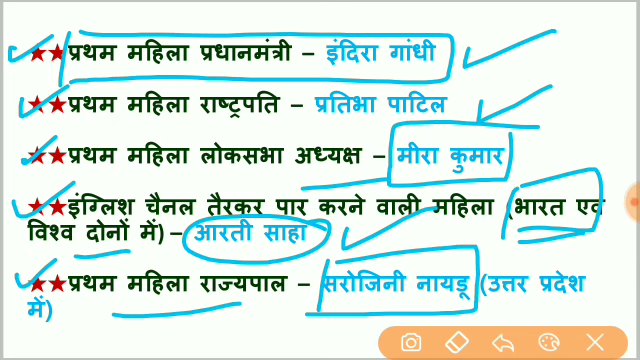 ★★प्रथम महिला प्रधानमंत्री – इंदिरा गांधी
★★प्रथम महिला राष्ट्रपति – प्रतिभा पाटिल
★★प्रथम महिला लोकसभा अध्यक्ष – मीरा कुमार
★★इंग्लिश चैनल तैरकर पार करने वाली महिला (भारत एवं
विश्व दोनों में) – आरती साहा
★★प्रथम महिला राज्यपाल – सरोजिनी नायडू (उत्तर प्रदेश
में)